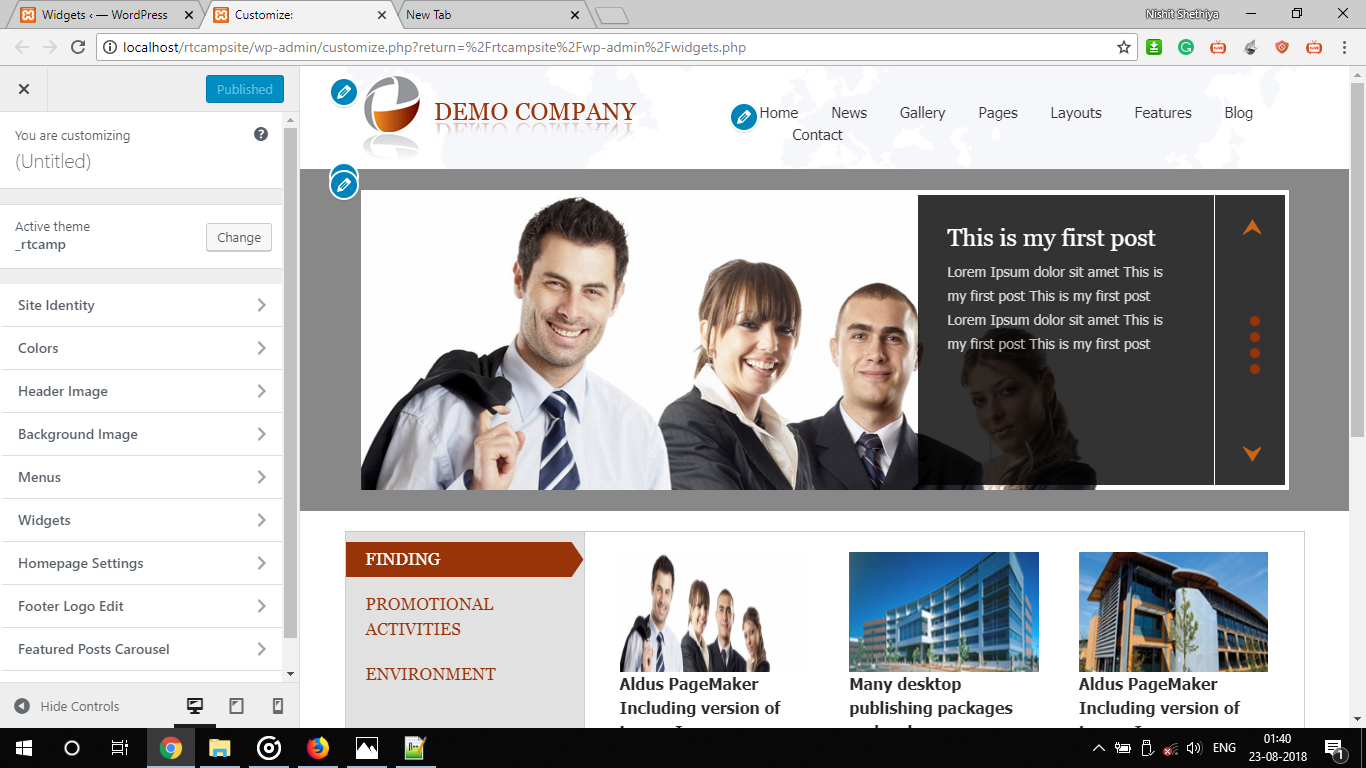 Widgets ‹ — WordPress
Customize:
New Tab
Nishit Shethiya
localhost/rtcampsite/wp-admin/customize.php?return=%2Frtcampsite%2Fwp-admin%2Fwidgets.php
Published
You are customizing
(Untitled)
Active theme
_rtcamp
Change
Site Identity
Colors
Header Image
Background Image
Menus
Widgets
Homepage Settings
Footer Logo Edit
Featured Posts Carousel
Hide Controls
DEMO COMPANY
Home News Gallery Pages Layouts Features Blog
Contact
This is my first post
Lorem Ipsum dolor sit amet This is
my first post This is my first post
Lorem Ipsum dolor sit amet This is
my first post This is my first post
FINDING
PROMOTIONAL
ACTIVITIES
ENVIRONMENT
Aldus PageMaker
Including version of
Many desktop
publishing packages
Aldus PageMaker
Including version of
ENG
01:40
23-08-2018
1